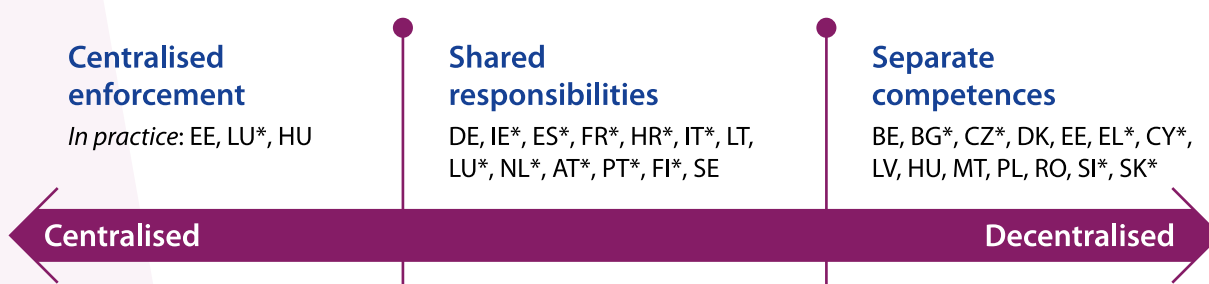 Centralised
enforcement
In practice: EE, LU*, HU
Shared
responsibilities
DE, IE*, ES*, FR*, HR*, IT*, LT,
LU*, NL*, AT*, PT*, FI*, SE
Separate
competences
BE, BG*, CZ*, DK, EE, EL*, CY*,
LV, HU, MT, PL, RO, SI*, SK*
Centralised
Decentralised